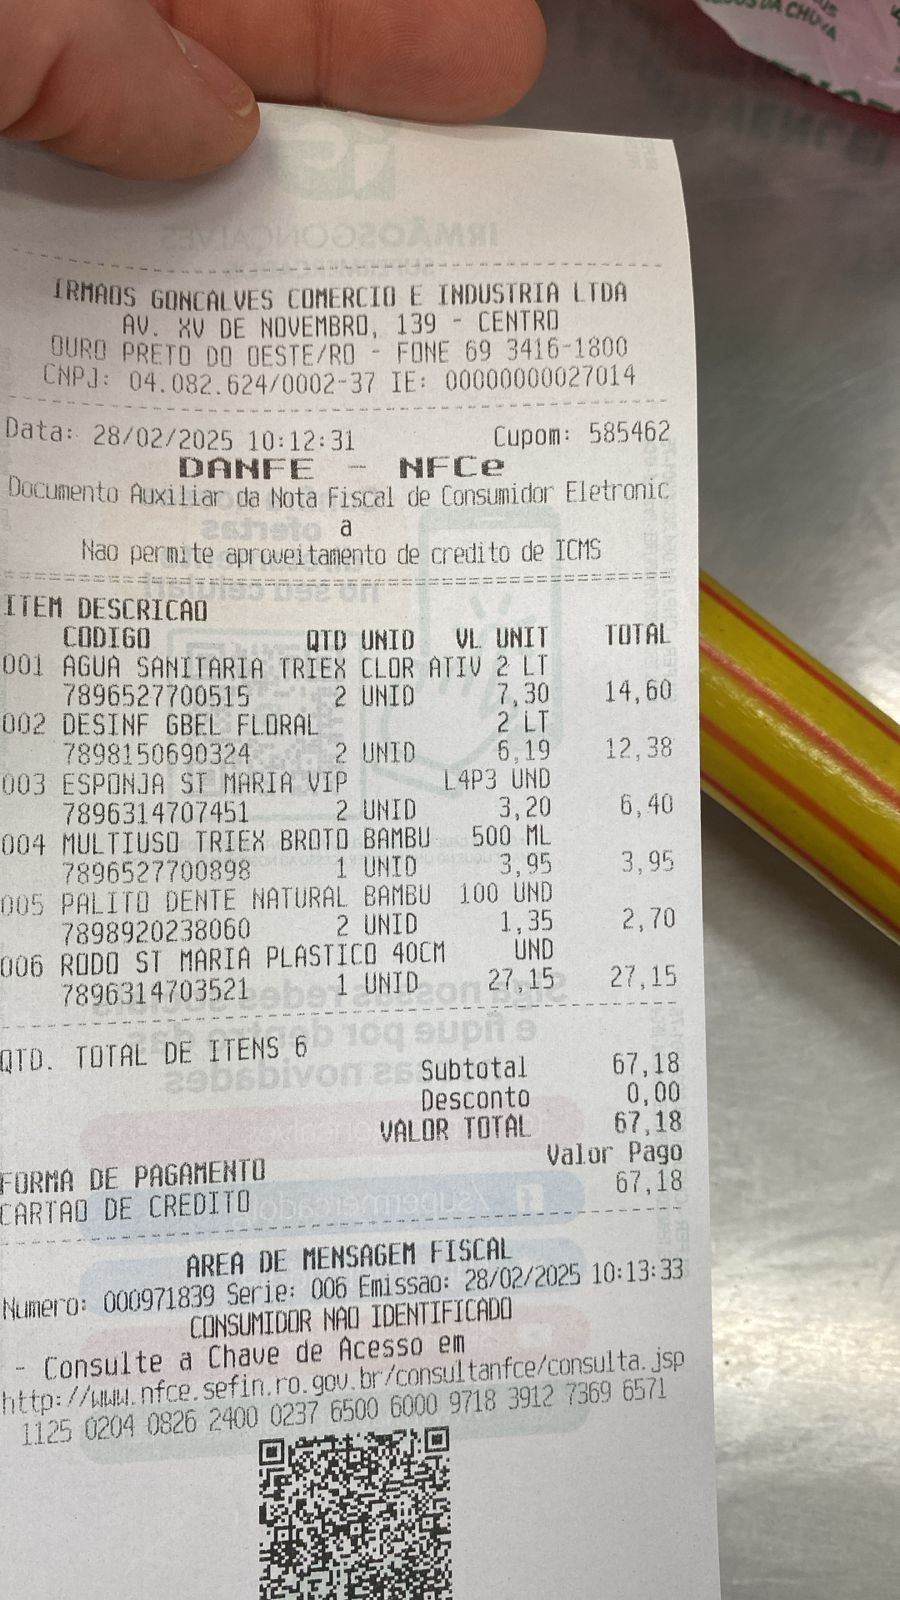 IRMAOS GONCALVES COMERCIO E INDUSTRIA LTDA
AV. XV DE NOVEMBRO, 139 - CENTRO
OURO PRETO DO OESTE/RO - FONE 69 3416-1800
CNPJ: 04.082.624/0002-37 IE: 00000000027014
Data: 28/02/2025 10:12:31 Cupom: 585462
DANFE - NFCe
Documento Auxiliar da Nota Fiscal de Consumidor Eletronic
a
Nao permite aproveitamento de credito de ICMS
ITEM DESCRICAO
CODIGO QTD UNID VL UNIT TOTAL
001 AGUA SANITARIA TRIEX CLOR ATIV 2 LT
7896527700515 2 UNID 7,30 14,60
002 DESINF GBEL FLORAL 2 LT
7898150690324 2 UNID 6,19 12,38
003 ESPONJA ST MARIA VIP L4P3 UND
7896314707451 2 UNID 3,20 6,40
004 MULTIUSO TRIEX BROTO BAMBU 500 ML
7896527700898 1 UNID 3,95 3,95
005 PALITO DENTE NATURAL BAMBU 100 UND
7898920238060 2 UNID 1,35 2,70
006 RODO ST MARIA PLASTICO 40CM UND
7896314703521 1 UNID 27,15 27,15
QTD. TOTAL DE ITENS 6
Subtotal 67,18
Desconto 0,00
VALOR TOTAL 67,18
FORMA DE PAGAMENTO Valor Pago
CARTAO DE CREDITO 67,18
AREA DE MENSAGEM FISCAL
Numero: 000971839 Serie: 006 Emissao: 28/02/2025 10:13:33
CONSUMIDOR NAO IDENTIFICADO
- Consulte a Chave de Acesso em
http://www.nfce.sefin.ro.gov.br/consultanfce/consulta.jsp
1125 0204 0826 2400 0237 6500 6000 9718 3912 7369 6571